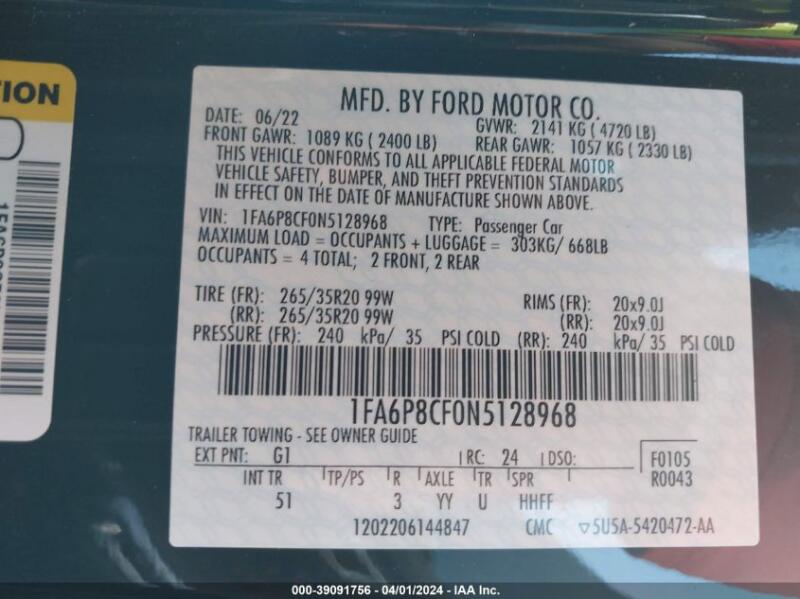 TION
MFD. BY FORD MOTOR CO.
DATE: 06/22 GVWR: 2141 KG ( 4720 LB)
FRONT GAWR: 1089 KG ( 2400 LB) REAR GAWR: 1057 KG ( 2330 LB)
THIS VEHICLE CONFORMS TO ALL APPLICABLE FEDERAL MOTOR
VEHICLE SAFETY, BUMPER, AND THEFT PREVENTION STANDARDS
IN EFFECT ON THE DATE OF MANUFACTURE SHOWN ABOVE.
VIN: 1FA6P8CF0N5128968 TYPE: Passenger Car
MAXIMUM LOAD = OCCUPANTS + LUGGAGE = 303KG/ 668LB
OCCUPANTS = 4 TOTAL; 2 FRONT, 2 REAR
TIRE (FR): 265/35R20 99W RIMS (FR): 20x9.0J
(RR): 265/35R20 99W (RR): 20x9.0J
PRESSURE (FR): 240 kPa/ 35 PSI COLD (RR): 240 kPa/ 35 PSI COLD
1FA6P8CF0N5128968
TRAILER TOWING - SEE OWNER GUIDE
EXT PNT: G1 RC: 24 DSO: F0105
R0043
INT TR TP/PS R AXLE TR SPR
51 3 YY U HHFF
1202206144847 CMC ▽5U5A-5420472-AA
000-39091756 - 04/01/2024 - IAA Inc.